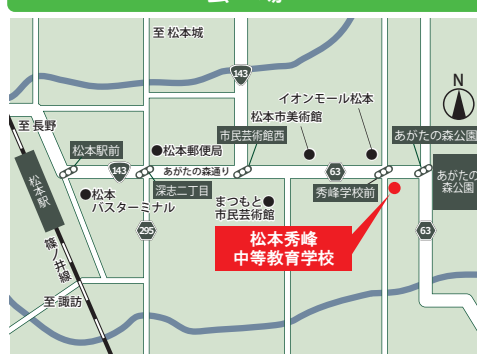 至 松本城
143
イオンモール松本
N
松本市美術館
至 長野
市民芸術館西
あがたの森公園
松本駅前
松本郵便局
143
あがたの森通り
63
松本駅
深志二丁目
秀峰学校前
あがたの
森公園
松本
バスターミナル
まつもと
市民芸術館
295
63
松本秀峰
中等教育学校
篠ノ井線
至 諏訪